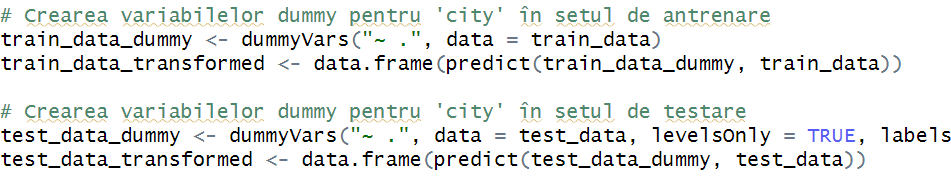 # Crearea variabilelor dummy pentru 'city' în setul de antrenare
train_data_dummy <- dummyVars("~ .", data = train_data)
train_data_transformed <- data.frame(predict(train_data_dummy, train_data))
# Crearea variabilelor dummy pentru 'city' în setul de testare
test_data_dummy <- dummyVars("~ .", data = test_data, levelsOnly = TRUE, labels
test_data_transformed <- data.frame(predict(test_data_dummy, test_data))